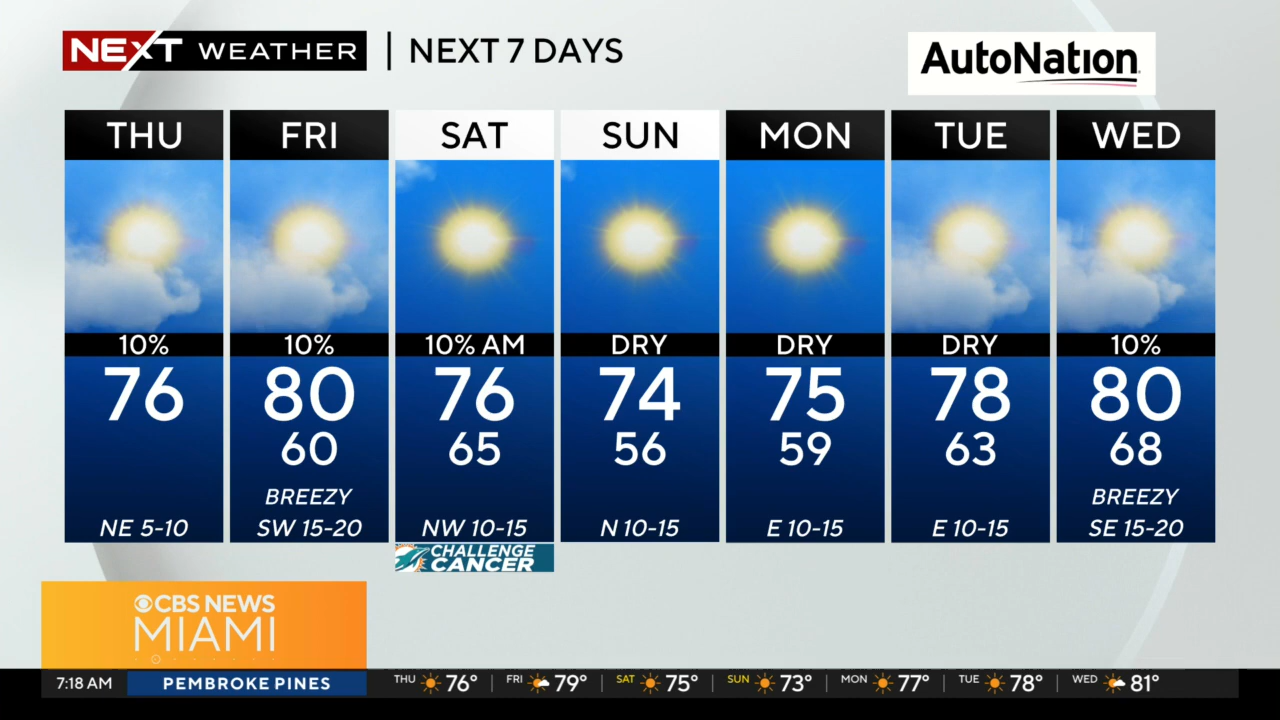 NEXT WEATHER | NEXT 7 DAYS
AutoNation
THU FRI SAT SUN MON TUE WED
10% 10% 10% AM DRY DRY DRY 10%
76 80 76 74 75 78 80
60 65 56 59 63 68
BREEZY BREEZY
NE 5-10 SW 15-20 NW 10-15 N 10-15 E 10-15 E 10-15 SE 15-20
CHALLENGE
CANCER
CBS NEWS
MIAMI
7:18 AM PEMBROKE PINES THU 76° | FRI 79° | SAT 75° | SUN 73° | MON 77° | TUE 78° | WED 81°